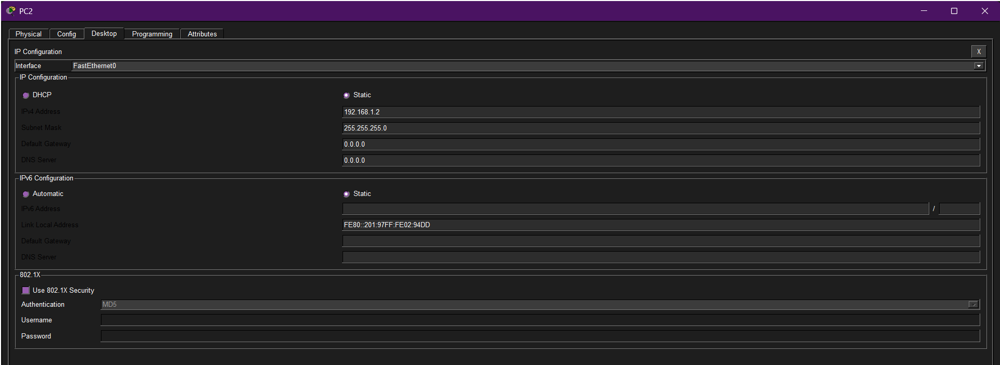 PC2
Physical Config Desktop Programming Attributes
IP Configuration
X
Interface FastEthernet0
IP Configuration
DHCP Static
IPv4 Address 192.168.1.2
Subnet Mask 255.255.255.0
Default Gateway 0.0.0.0
DNS Server 0.0.0.0
IPv6 Configuration
Automatic Static
IPv6 Address /
Link Local Address FE80::201:97FF:FE02:94DD
Default Gateway
DNS Server
802.1X
Use 802.1X Security
Authentication MD5
Username
Password